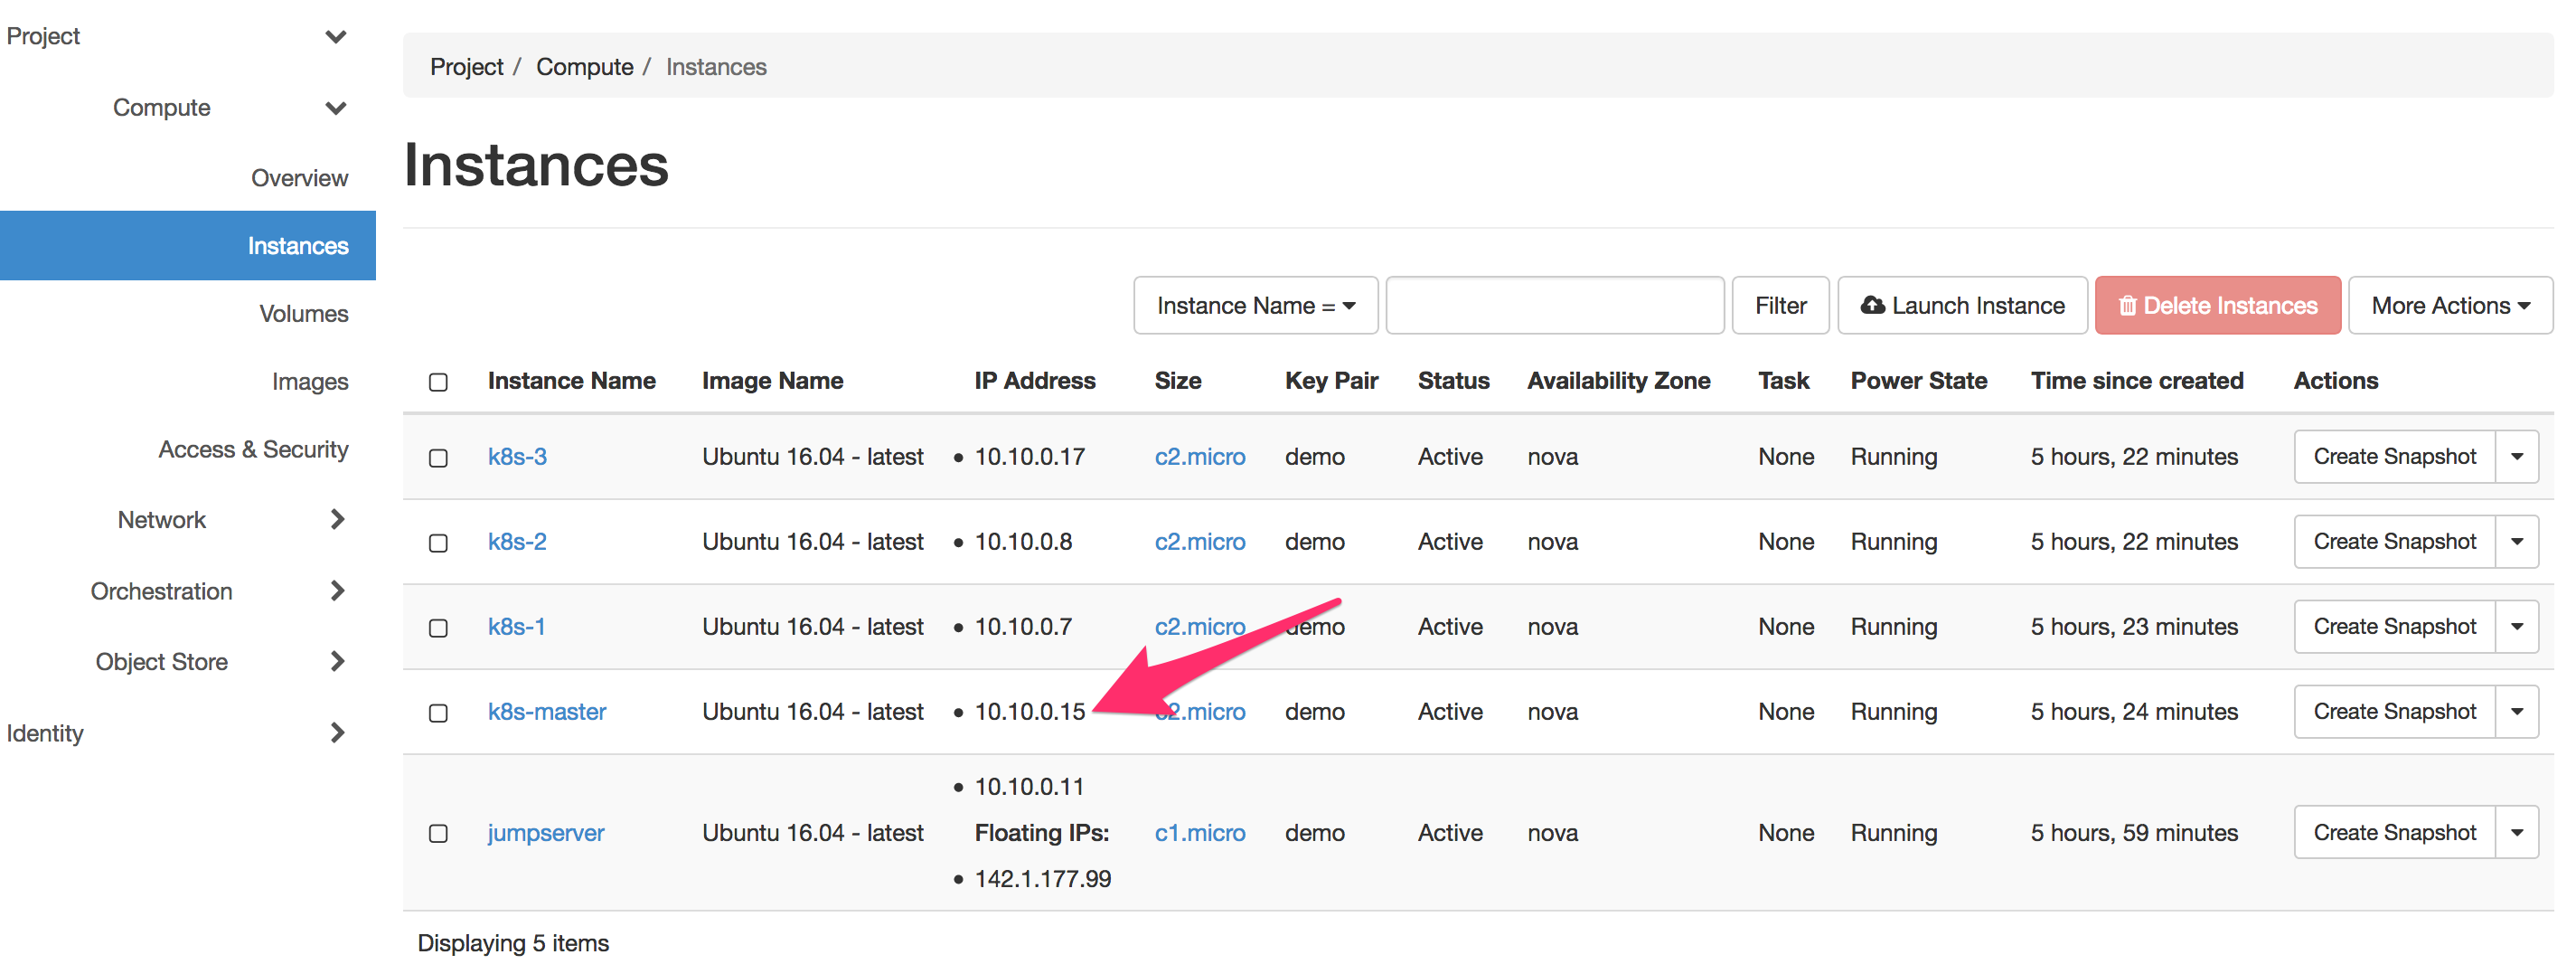 Project
Compute
Overview
Instances
Volumes
Images
Access & Security
Network
Orchestration
Object Store
Identity
Project / Compute / Instances
Instances
Instance Name = Filter Launch Instance Delete Instances More Actions
Instance Name Image Name IP Address Size Key Pair Status Availability Zone Task Power State Time since created Actions
k8s-3 Ubuntu 16.04 - latest • 10.10.0.17 c2.micro demo Active nova None Running 5 hours, 22 minutes Create Snapshot
k8s-2 Ubuntu 16.04 - latest • 10.10.0.8 c2.micro demo Active nova None Running 5 hours, 22 minutes Create Snapshot
k8s-1 Ubuntu 16.04 - latest • 10.10.0.7 c2.micro demo Active nova None Running 5 hours, 23 minutes Create Snapshot
k8s-master Ubuntu 16.04 - latest • 10.10.0.15 c2.micro demo Active nova None Running 5 hours, 24 minutes Create Snapshot
• 10.10.0.11
jumpserver Ubuntu 16.04 - latest Floating IPs: c1.micro demo Active nova None Running 5 hours, 59 minutes Create Snapshot
• 142.1.177.99
Displaying 5 items